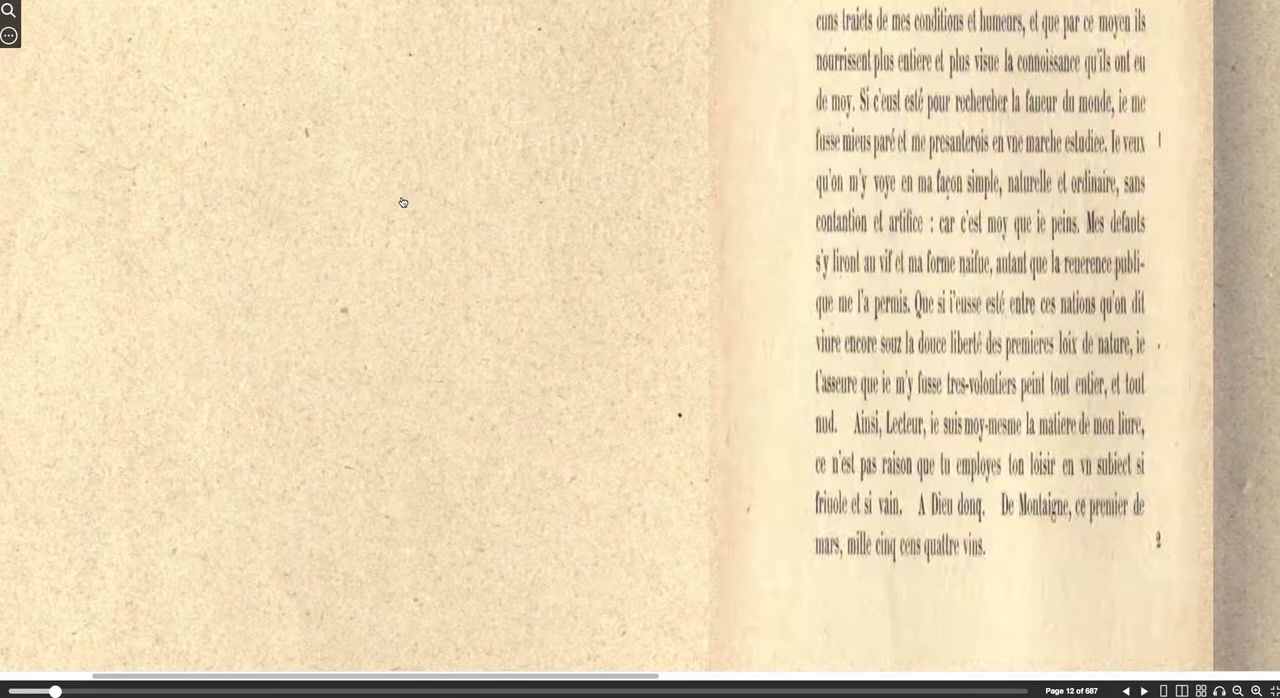 cuns traicts de mes conditions et humeurs, et que par ce moyen ils
nourrissent plus entiere et plus visue la connoissance qu'ils ont eu
de moy. Si c'eust esté pour rechercher la faueur du monde, ie me
fusse mieus paré et me presanterois en vne marche estudiee. Ie veux
qu'on m'y voye en ma façon simple, naturelle et ordinaire, sans
contantion et artifice : car c'est moy que ie peins. Mes defauts
s'y liront au vif et ma forme naifue, autant que la reuerence publi-
que me l'a permis. Que si i'eusse esté entre ces nations qu'on dit
viure encore souz la douce liberté des premieres loix de nature, ie
t'asseure que ie m'y fusse tres-volontiers peint tout entier, et tout
nud. Ainsi, Lecteur, ie suis moy-mesme la matiere de mon liure,
ce n'est pas raison que tu employes ton loisir en vn subiect si
friuole et si vain. A Dieu donq. De Montaigne, ce premier de
mars, mille cinq cens quattre vins.
1
2
Page 12 of 687